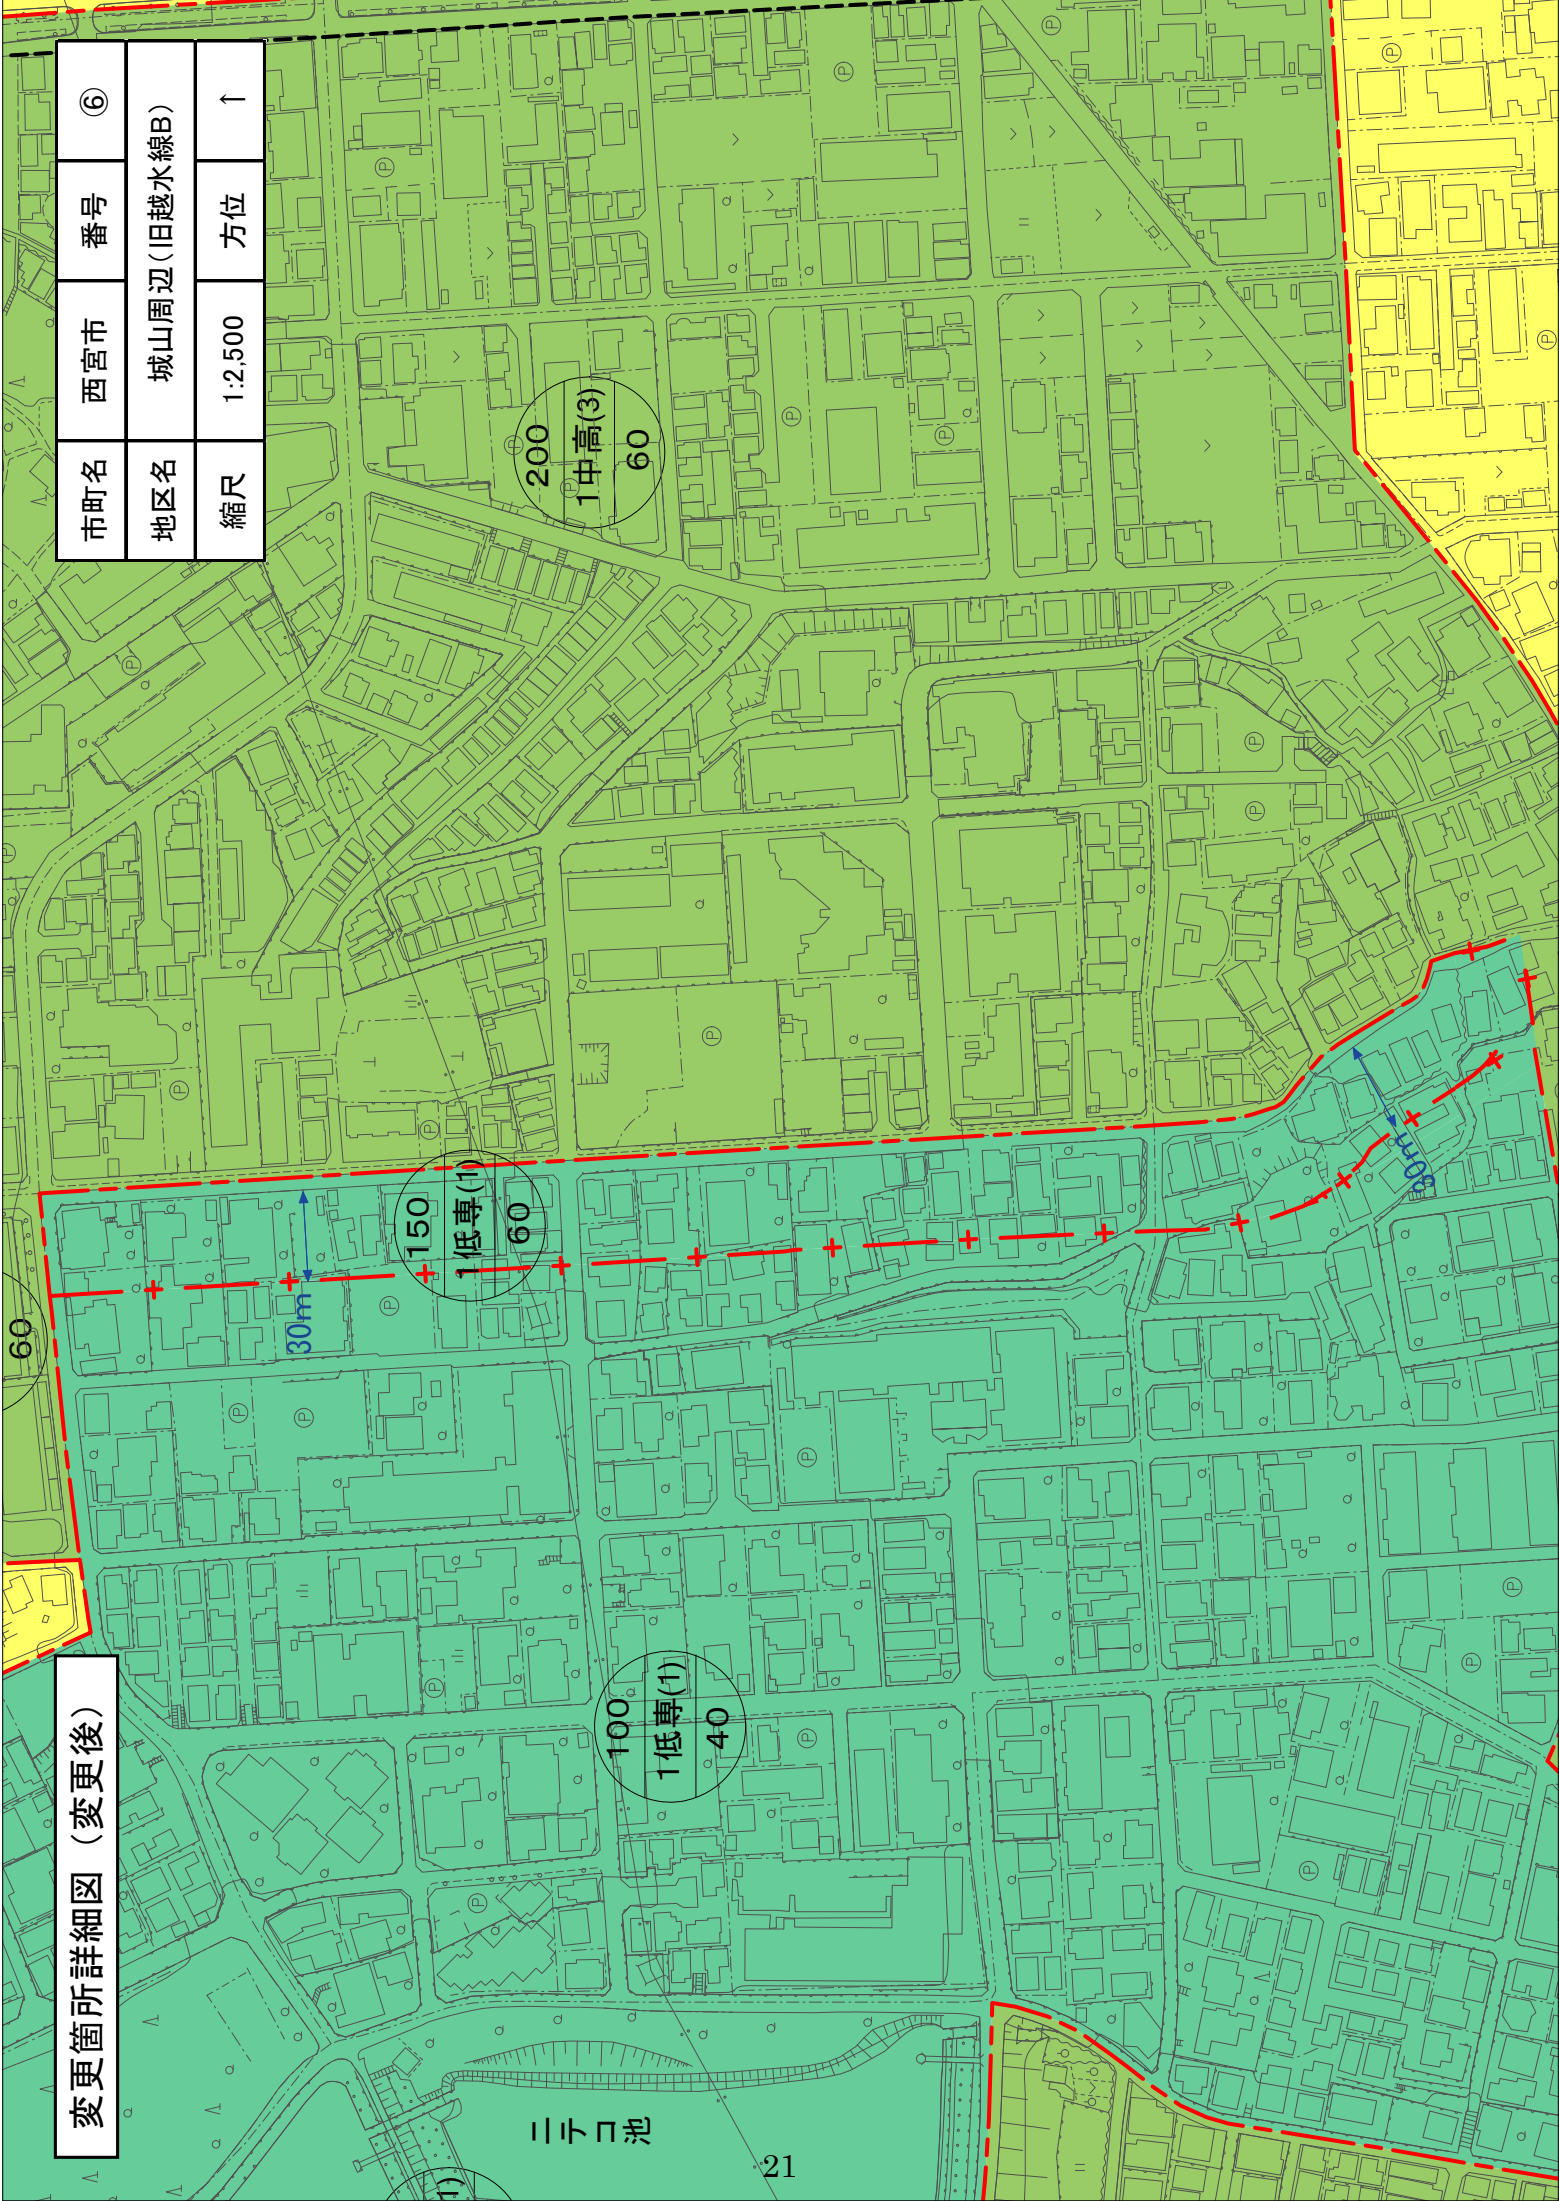 変更箇所詳細図（変更後）
市町名 西宮市 番号 ⑥
地区名 城山周辺（旧越水線B）
縮尺 1:2,500 方位 ↑
60
30m
150
1低専(1)
60
200
1中高(3)
60
100
1低専(1)
40
30m
ニテコ池
1)
21